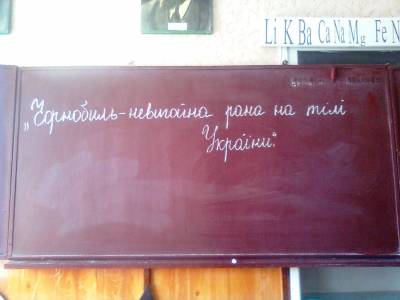 Li K Ba Ca Na Mg Fe N
„Чорнобиль-невигойна рана на тілі
України".